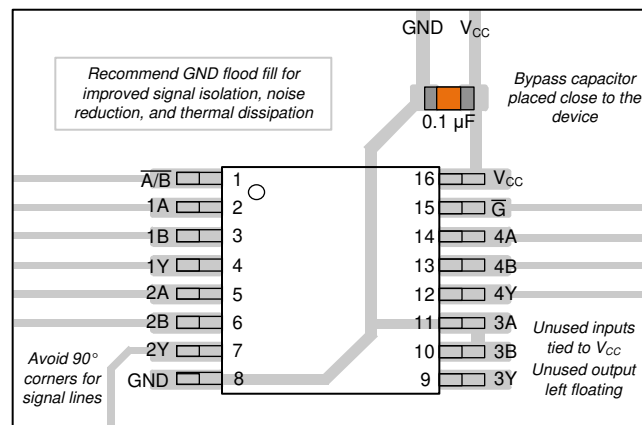 GND VCC
Recommend GND flood fill for
improved signal isolation, noise
reduction, and thermal dissipation
Bypass capacitor
placed close to the
device
0.1 µF
A/B 1 16 VCC
1A 2 15 G
1B 3 14 4A
1Y 4 13 4B
2A 5 12 4Y
2B 6 11 3A
2Y 7 10 3B
GND 8 9 3Y
Avoid 90°
corners for
signal lines
Unused inputs
tied to VCC
Unused output
left floating